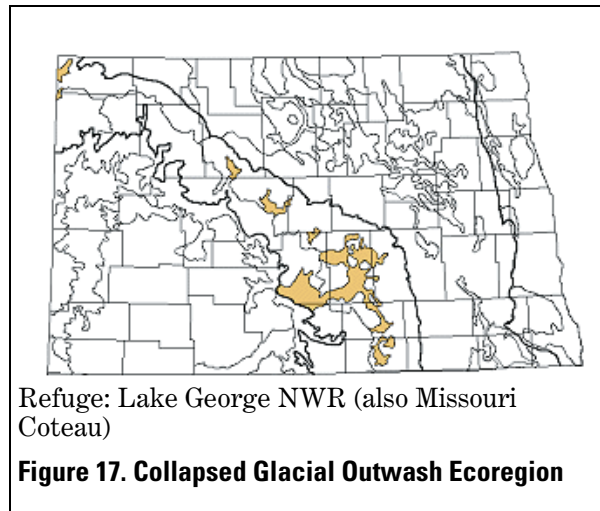 Refuge: Lake George NWR (also Missouri
Coteau)
Figure 17. Collapsed Glacial Outwash Ecoregion